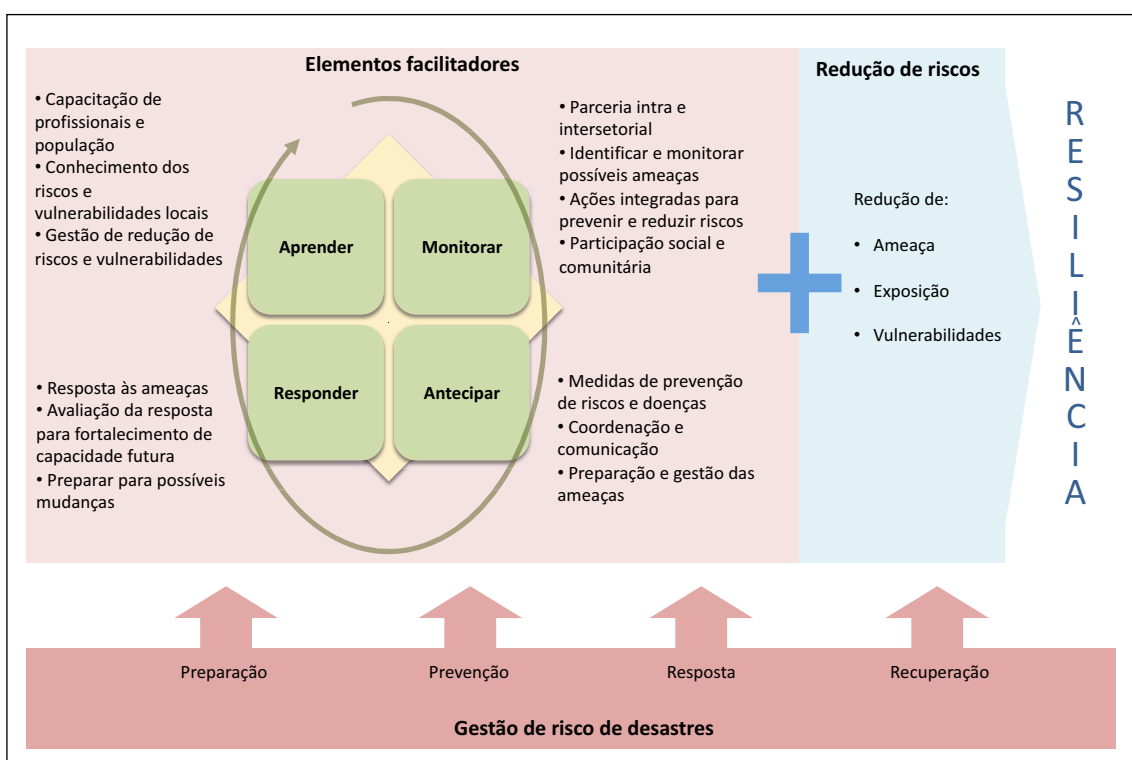 Elementos facilitadores
• Capacitação de
profissionais e
população
• Conhecimento dos
riscos e
vulnerabilidades locais
• Gestão de redução de
riscos e vulnerabilidades
Aprender
Monitorar
• Parceria intra e
intersetorial
• Identificar e monitorar
possíveis ameaças
• Ações integradas para
prevenir e reduzir riscos
• Participação social e
comunitária
• Resposta às ameaças
• Avaliação da resposta
para fortalecimento de
capacidade futura
• Preparar para possíveis
mudanças
Responder
Antecipar
• Medidas de prevenção
de riscos e doenças
• Coordenação e
comunicação
• Preparação e gestão das
ameaças
Redução de riscos
Redução de:
• Ameaça
• Exposição
• Vulnerabilidades
RESILIÊNCIA
Preparação
Prevenção
Resposta
Recuperação
Gestão de risco de desastres